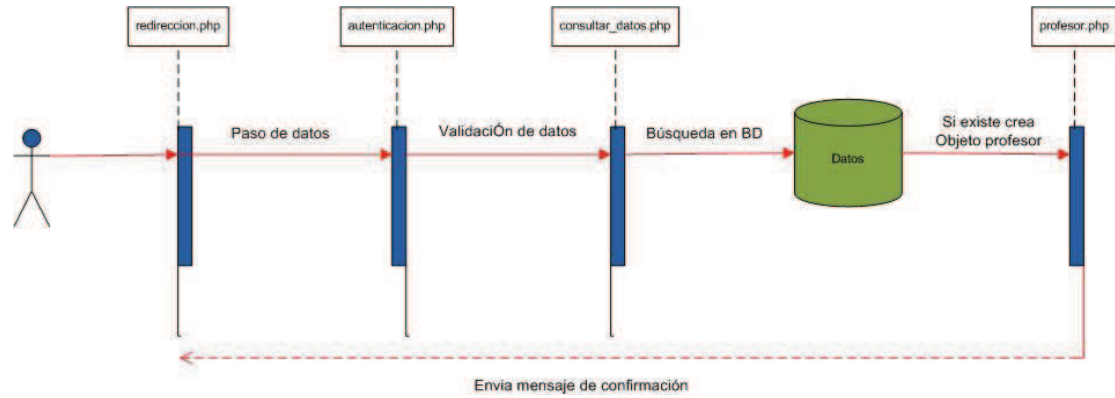 redireccion.php
autenticacion.php
consultar_datos.php
profesor.php
Paso de datos
ValidaciÓn de datos
Búsqueda en BD
Datos
Si existe crea
Objeto profesor
Envia mensaje de confirmación